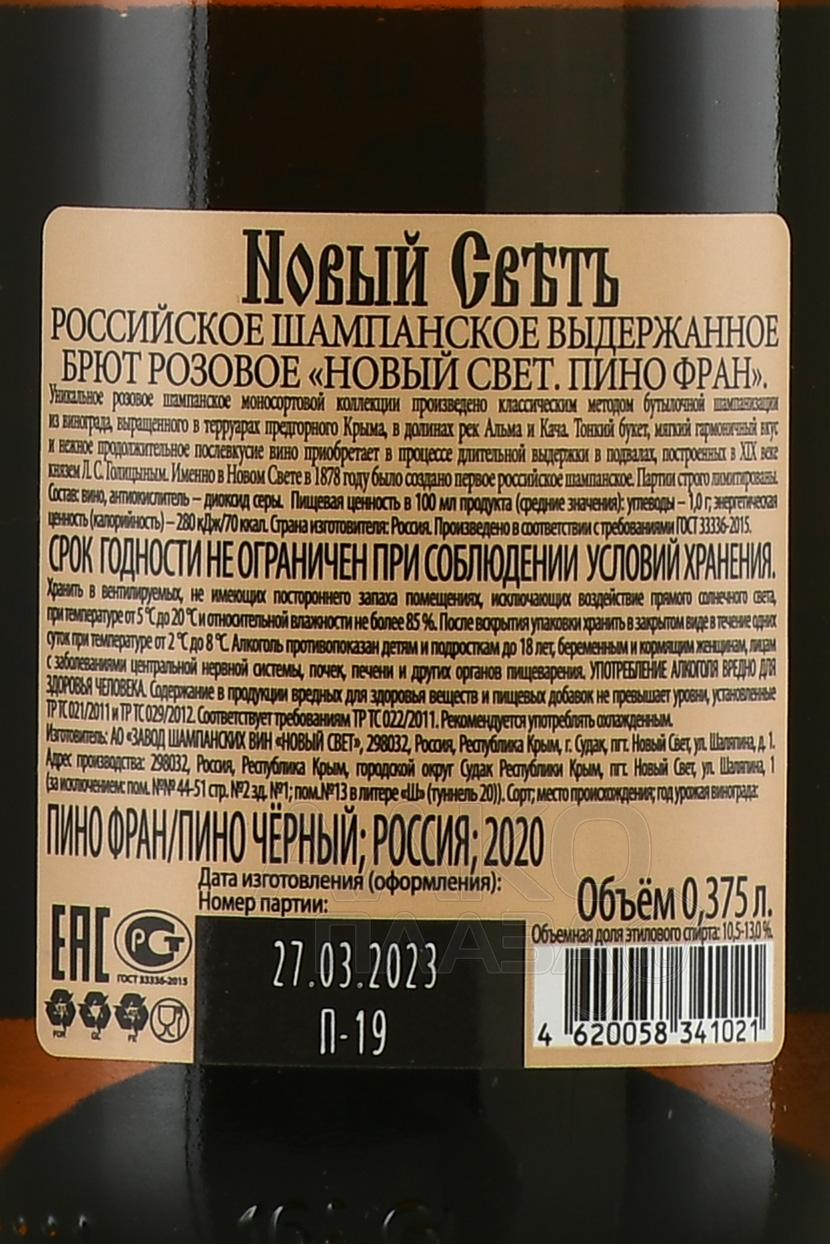 Новый Свѣтъ
РОССИЙСКОЕ ШАМПАНСКОЕ ВЫДЕРЖАННОЕ
БРЮТ РОЗОВОЕ «НОВЫЙ СВЕТ. ПИНО ФРАН».
Уникальное розовое шампанское моносортовой коллекции произведено классическим методом бутылочной шампанизации
из винограда, выращенного в терруарах предгорного Крыма, в долинах рек Альма и Кача. Тонкий букет, мягкий гармоничный вкус
и нежное продолжительное послевкусие вино приобретает в процессе длительной выдержки в подвалах, построенных в XIX веке
князем Л. С. Голицыным. Именно в Новом Свете в 1878 году было создано первое российское шампанское. Партии строго лимитированы.
Состав: вино, антиокислитель – диоксид серы. Пищевая ценность в 100 мл продукта (средние значения): углеводы – 1,0 г; энергетическая
ценность (калорийность) – 280 кДж/70 ккал. Страна изготовителя: Россия. Произведено в соответствии с требованиями ГОСТ 33336-2015.
СРОК ГОДНОСТИ НЕ ОГРАНИЧЕН ПРИ СОБЛЮДЕНИИ УСЛОВИЙ ХРАНЕНИЯ.
Хранить в вентилируемых, не имеющих постороннего запаха помещениях, исключающих воздействие прямого солнечного света,
при температуре от 5 °С до 20 °С и относительной влажности не более 85 %. После вскрытия упаковки хранить в закрытом виде в течение одних
суток при температуре от 2 °С до 8 °С. Алкоголь противопоказан детям и подросткам до 18 лет, беременным и кормящим женщинам, лицам
с заболеваниями центральной нервной системы, почек, печени и других органов пищеварения. УПОТРЕБЛЕНИЕ АЛКОГОЛЯ ВРЕДНО ДЛЯ
ЗДОРОВЬЯ ЧЕЛОВЕКА. Содержание в продукции вредных для здоровья веществ и пищевых добавок не превышает уровни, установленные
ТР ТС 021/2011 и ТР ТС 029/2012. Соответствует требованиям ТР ТС 022/2011. Рекомендуется употреблять охлажденным.
Изготовитель: АО «ЗАВОД ШАМПАНСКИХ ВИН «НОВЫЙ СВЕТ», 298032, Россия, Республика Крым, г. Судак, пгт. Новый Свет, ул. Шаляпина, д. 1.
Адрес производства: 298032, Россия, Республика Крым, городской округ Судак Республики Крым, пгт. Новый Свет, ул. Шаляпина, 1
(за исключением: пом. №№ 44-51 стр. №2 зд. №1; пом.№13 в литере «Ш» (туннель 20)). Сорт; место происхождения; год урожая винограда:
ПИНО ФРАН/ПИНО ЧЁРНЫЙ; РОССИЯ; 2020
Дата изготовления (оформления):
Номер партии:
27.03.2023
П-19
Объём 0,375 л.
Объемная доля этилового спирта: 10,5-13,0 %.
4 620058 341021
ЕАС
РСТ
ГОСТ 33336-2015